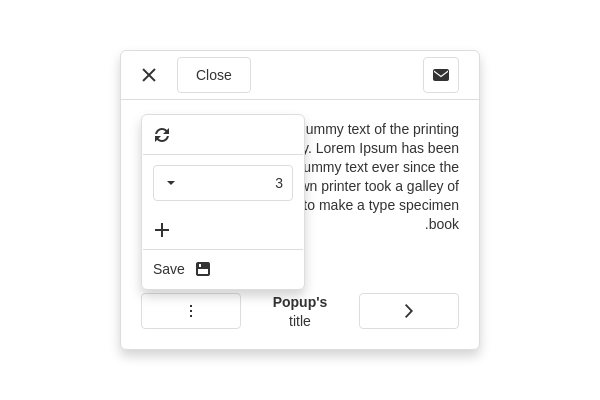 Close
ummy text of the printing
. Lorem Ipsum has been
ummy text ever since the
printer took a galley of
to make a type specimen
.book
3
Save
Popup's
title